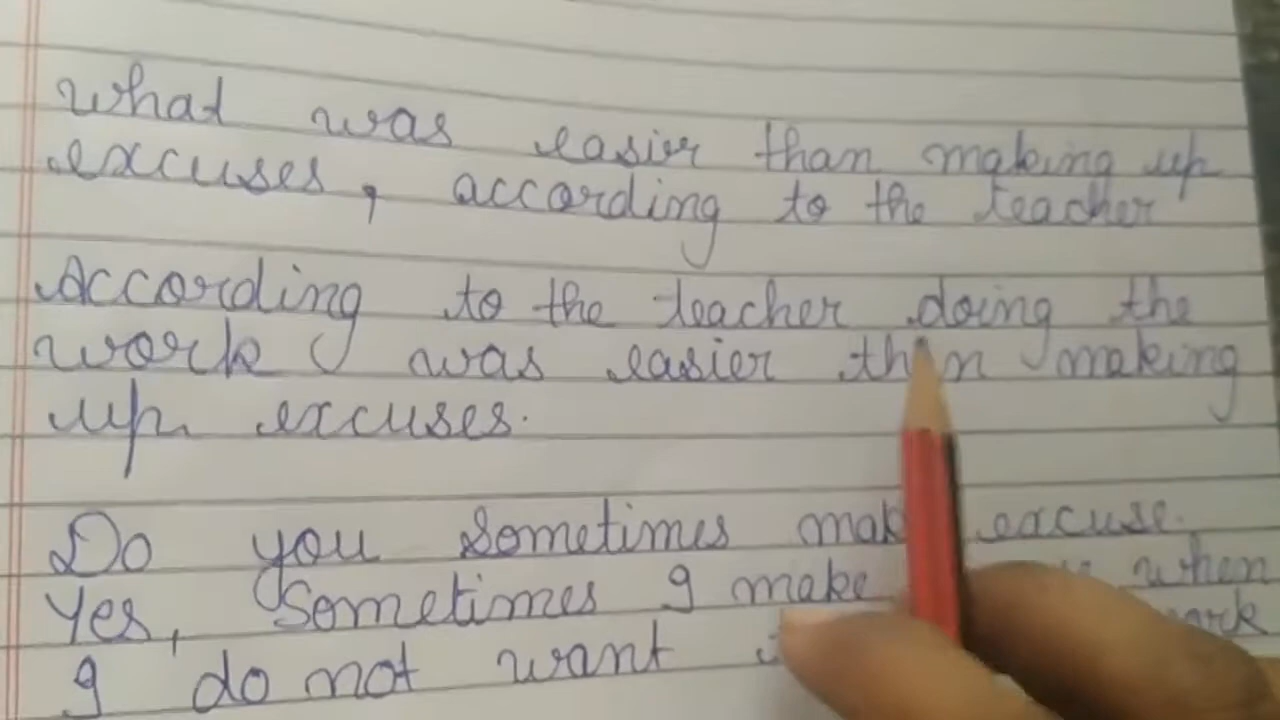 what was easier than making up
excuses, according to the teacher
According to the teacher doing the
work was easier than making
up excuses.
Do you sometimes make excuse.
Yes, Sometimes I make when
I do not want